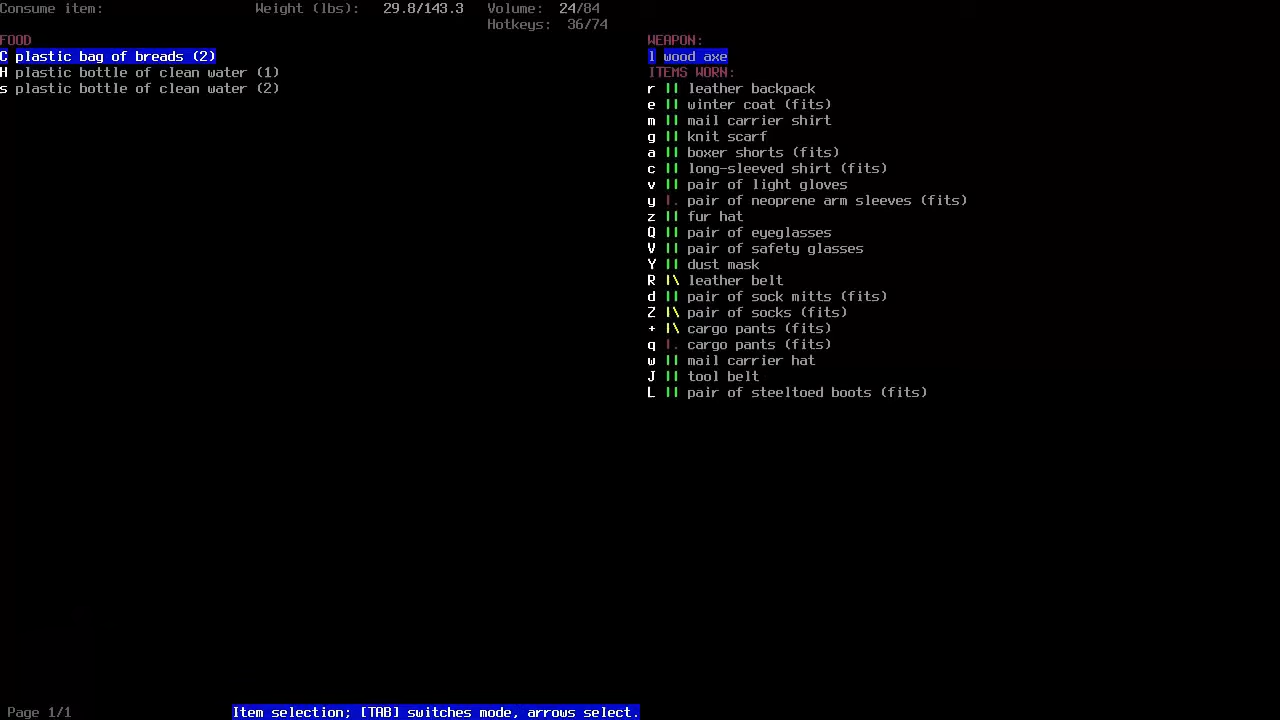 Consume item: Weight (lbs): 29.8/143.3 Volume: 24/84
Hotkeys: 36/74
FOOD
C plastic bag of breads (2)
H plastic bottle of clean water (1)
s plastic bottle of clean water (2)
WEAPON:
l wood axe
ITEMS WORN:
r || leather backpack
e || winter coat (fits)
m || mail carrier shirt
g || knit scarf
a || boxer shorts (fits)
c || long-sleeved shirt (fits)
v || pair of light gloves
y |. pair of neoprene arm sleeves (fits)
z || fur hat
Q || pair of eyeglasses
V || pair of safety glasses
Y || dust mask
R |\ leather belt
d || pair of sock mitts (fits)
Z |\ pair of socks (fits)
+ |\ cargo pants (fits)
q |. cargo pants (fits)
w || mail carrier hat
J || tool belt
L || pair of steeltoed boots (fits)
Page 1/1 Item selection; [TAB] switches mode, arrows select.